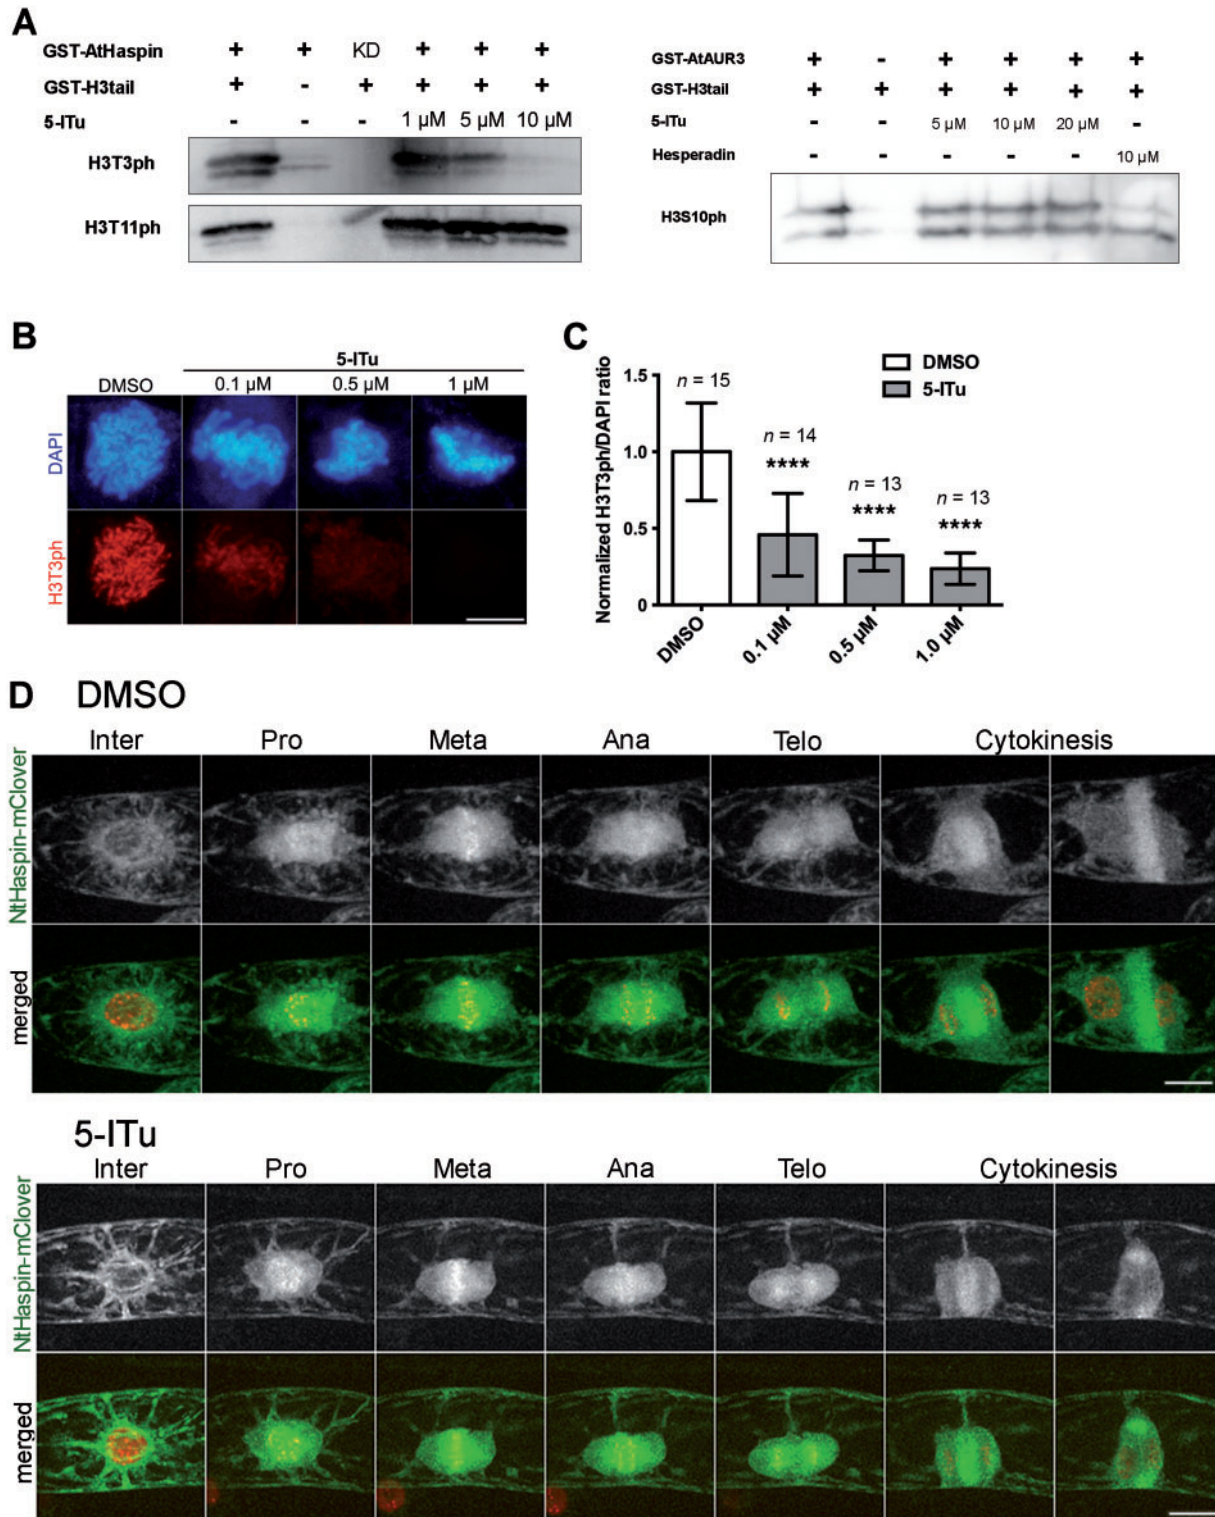 A
GST-AtHaspin + + KD + + +
GST-H3tail + - + + + +
5-ITu - - - 1 µM 5 µM 10 µM
H3T3ph
H3T11ph
GST-AtAUR3 + - + + + +
GST-H3tail + + + + + +
5-ITu - - 5 µM 10 µM 20 µM -
Hesperadin - - - - - 10 µM
H3S10ph
B
5-ITu
DMSO 0.1 µM 0.5 µM 1 µM
DAPI
H3T3ph
C
DMSO
5-ITu
Normalized H3T3ph/DAPI ratio
1.5
1.0
0.5
0
n = 15
n = 14
****
n = 13
****
n = 13
****
DMSO 0.1 µM 0.5 µM 1.0 µM
D DMSO
Inter Pro Meta Ana Telo Cytokinesis
NtHaspin-mClover
merged
5-ITu
Inter Pro Meta Ana Telo Cytokinesis
NtHaspin-mClover
merged